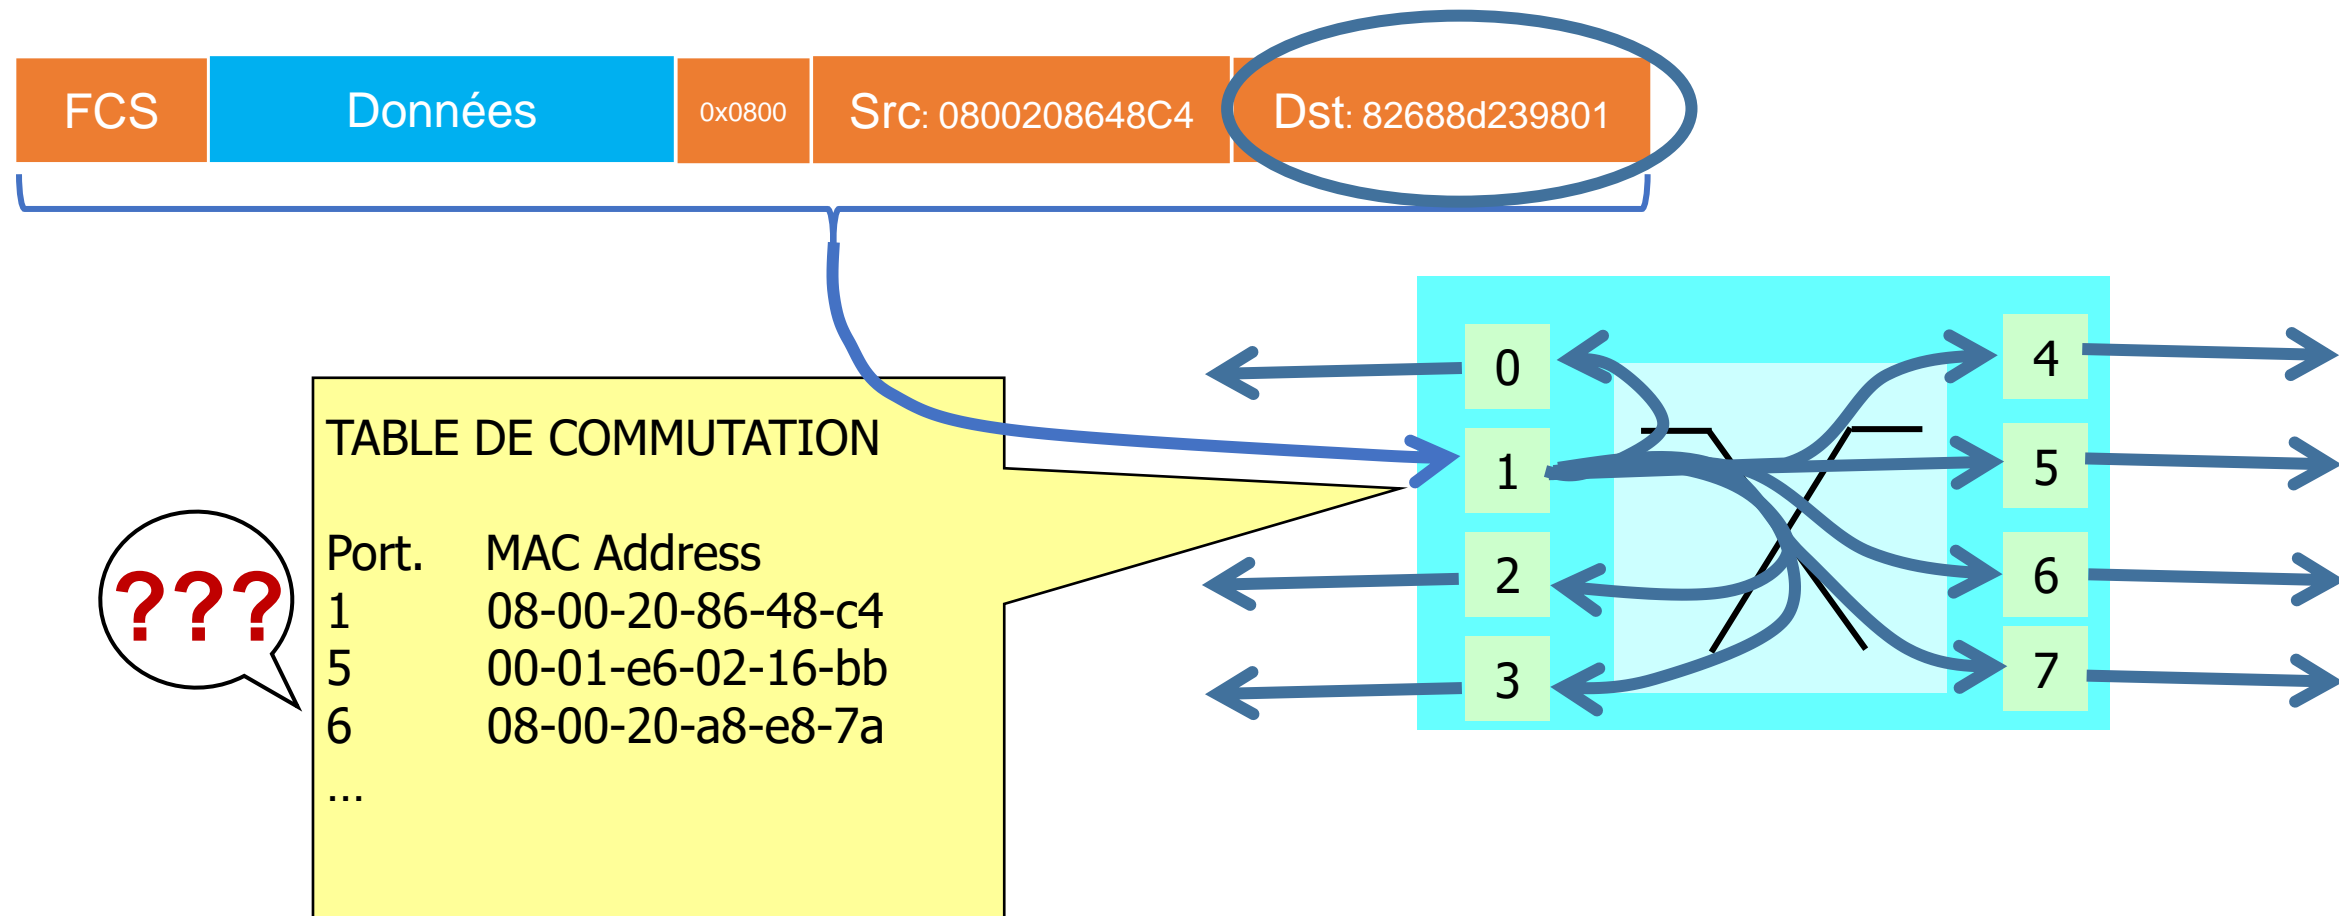 FCS Données 0x0800 Src: 0800208648C4 Dst: 82688d239801
TABLE DE COMMUTATION
Port. MAC Address
1 08-00-20-86-48-c4
5 00-01-e6-02-16-bb
6 08-00-20-a8-e8-7a
...
???
0
1
2
3
4
5
6
7